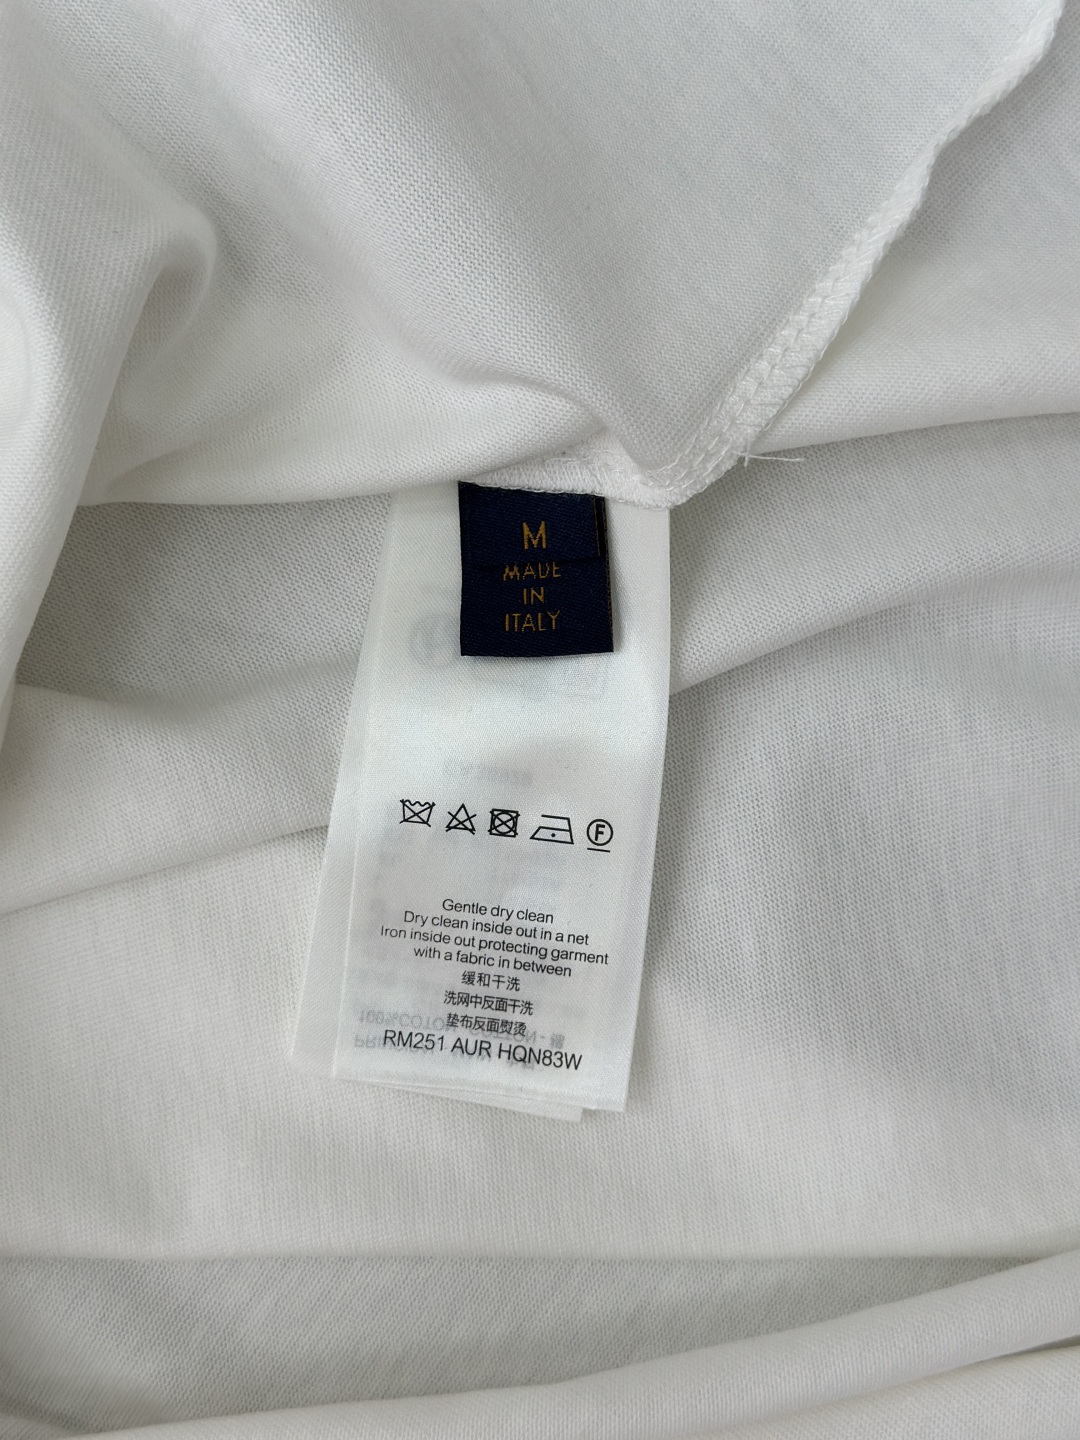 M
MADE
IN
ITALY
F
Gentle dry clean
Dry clean inside out in a net
Iron inside out protecting garment
with a fabric in between
缓和干洗
洗网中反面干洗
垫布反面熨烫
RM251 AUR HQN83W